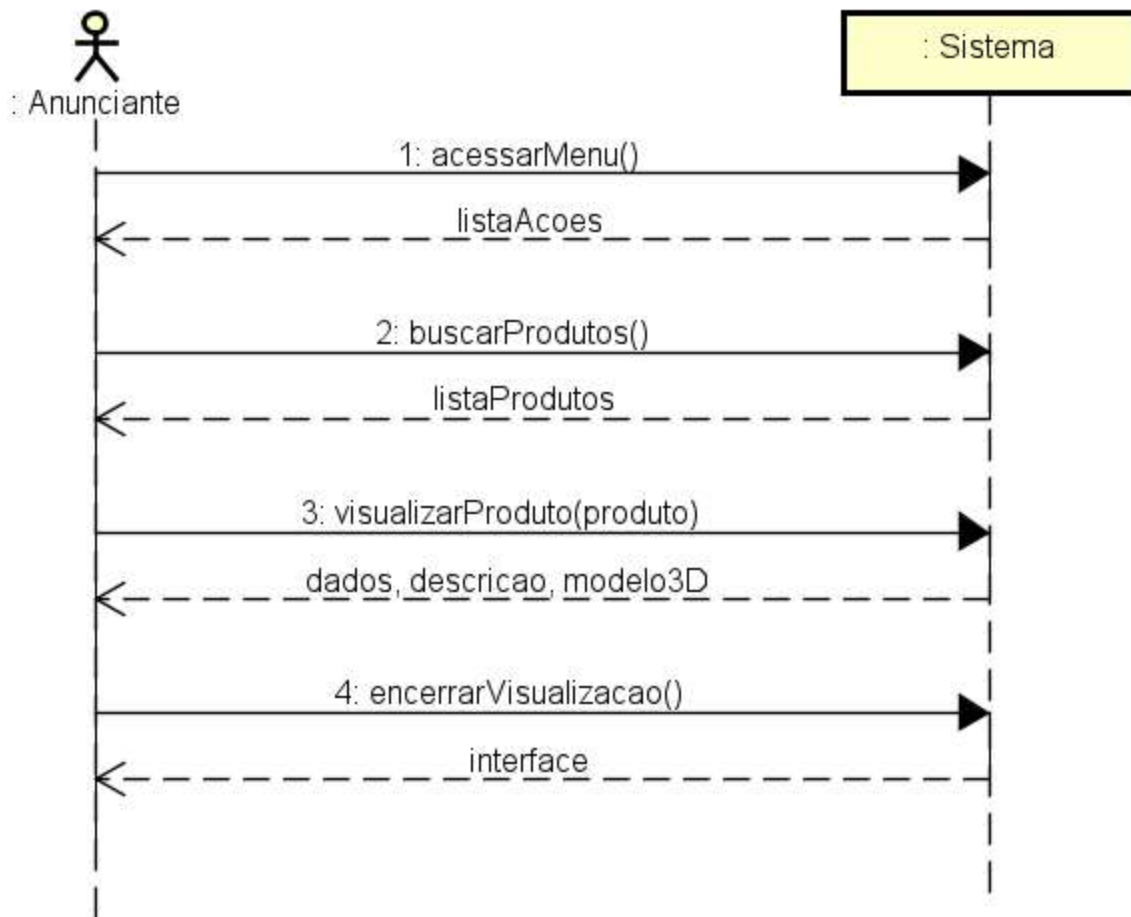 : Anunciante
: Sistema
1: acessarMenu()
listaAcoes
2: buscarProdutos()
listaProdutos
3: visualizarProduto(produto)
dados, descricao, modelo3D
4: encerrarVisualizacao()
interface